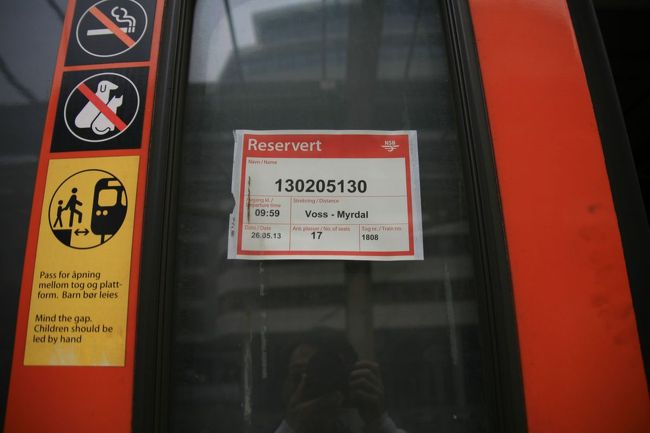 Reservert
NSB
Navn / Name
130205130
Avgang kl. /
Departure time
Strekning / Distance
09:59
Voss - Myrdal
Dato / Date
Ant. plasser / No. of seats
Tog nr. / Train no.
26.05.13
17
1808
Pass for åpning
mellom tog og platt-
form. Barn bør leies
Mind the gap.
Children should be
led by hand